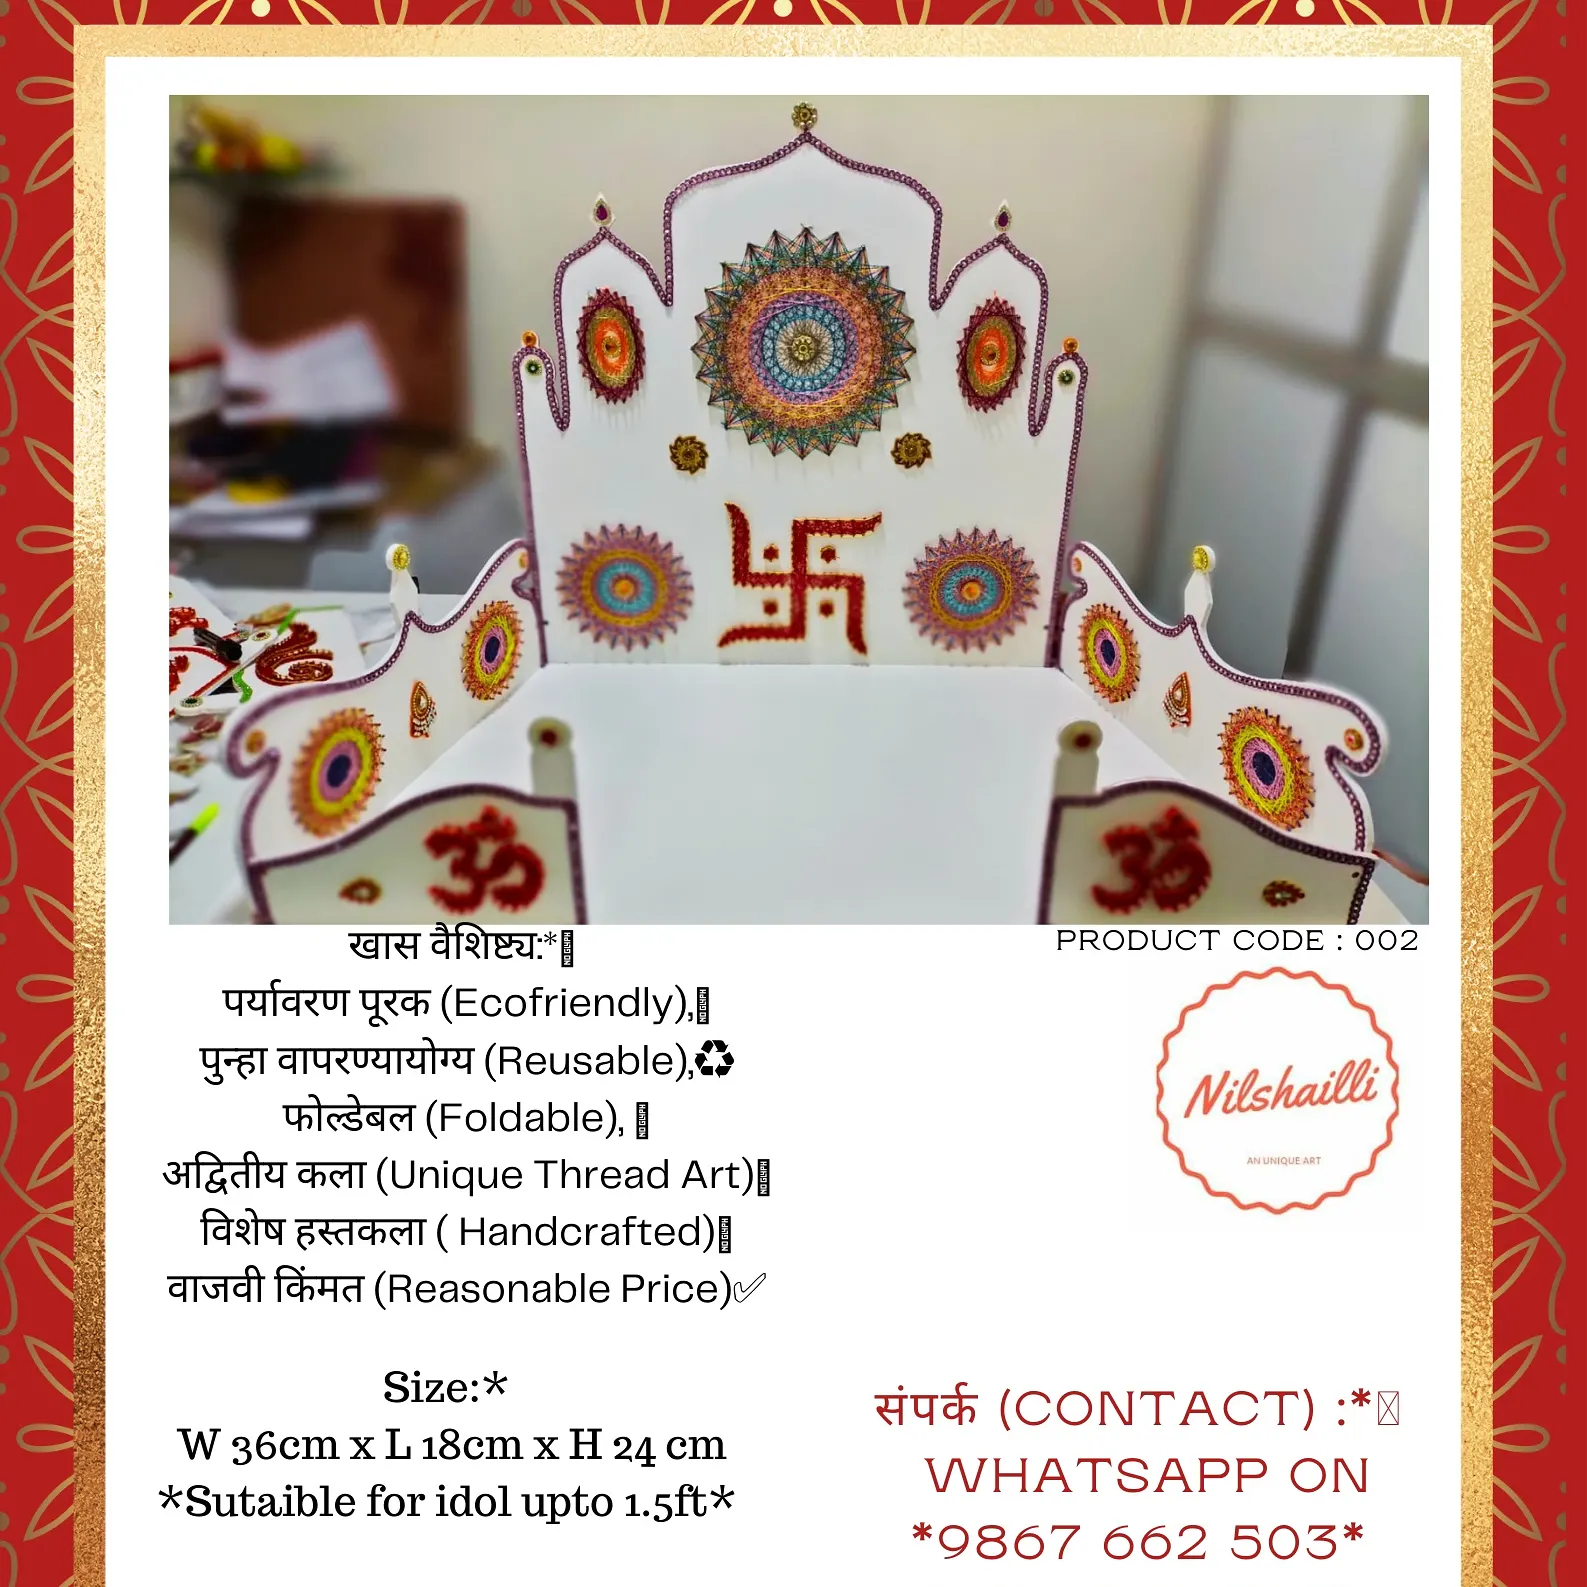 खास वैशिष्ट्य:*
पर्यावरण पूरक (Ecofriendly),
पुन्हा वापरण्यायोग्य (Reusable),♻
फोल्डेबल (Foldable),
अद्वितीय कला (Unique Thread Art)
विशेष हस्तकला ( Handcrafted)
वाजवी किंमत (Reasonable Price)✅
Size:*
W 36cm x L 18cm x H 24 cm
*Sutaible for idol upto 1.5ft*
PRODUCT CODE : 002
Nilshailli
AN UNIQUE ART
संपर्क (CONTACT) :*
WHATSAPP ON
*9867 662 503*
ॐ
ॐ